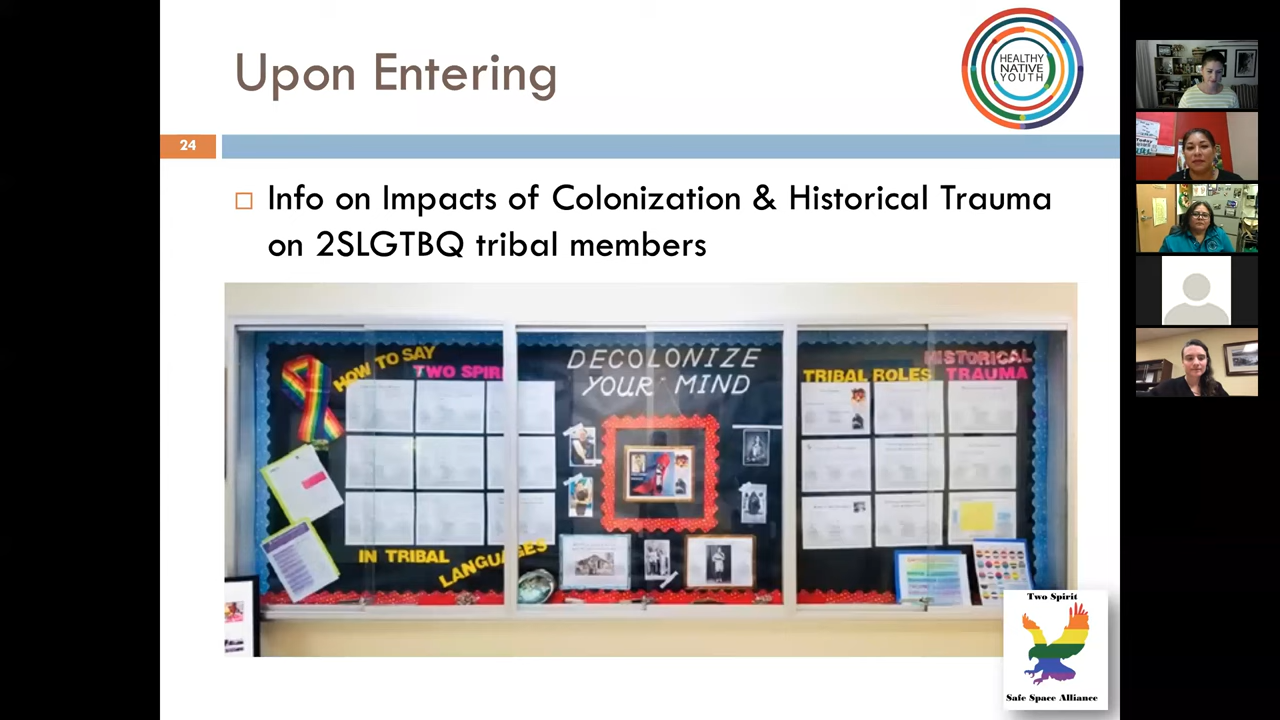 Upon Entering
HEALTHY
NATIVE
YOUTH
24
Info on Impacts of Colonization & Historical Trauma
on 2SLGTBQ tribal members
HOW TO SAY
TWO SPIRI
IN TRIBAL
LANGUAGES
DECOLONIZE
YOUR MIND
TRIBAL ROLES
HISTORICAL
TRAUMA
Two Spirit
Safe Space Alliance